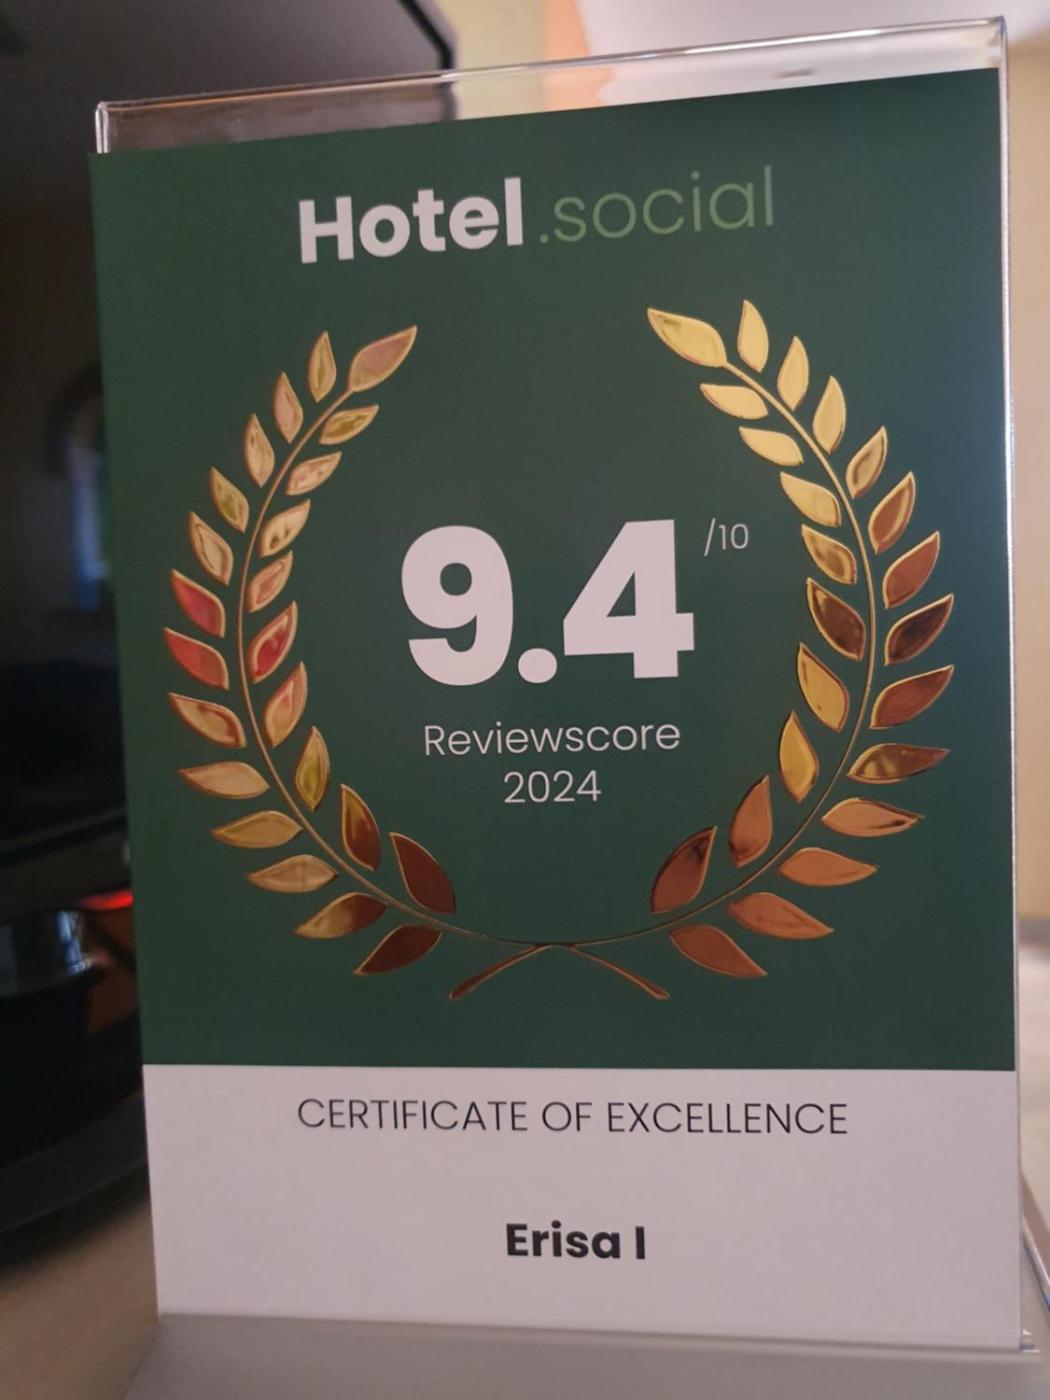 Hotel.social
9.4/10
Reviewscore
2024
CERTIFICATE OF EXCELLENCE
Erisa I